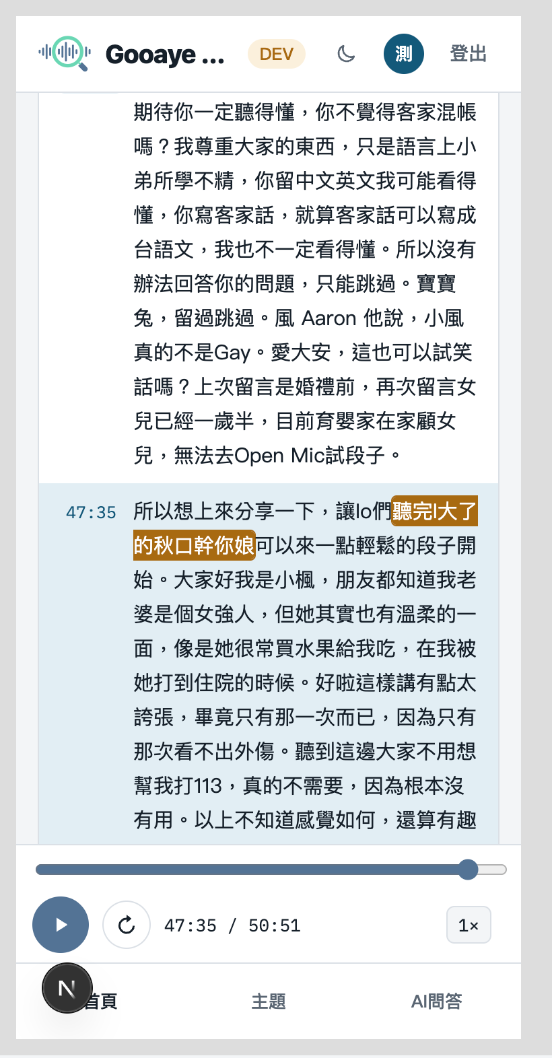 Gooaye ... DEV 測 登出
期待你一定聽得懂，你不覺得客家混帳
嗎？我尊重大家的東西，只是語言上小
弟所學不精，你留中文英文我可能看得
懂，你寫客家話，就算客家話可以寫成
台語文，我也不一定看得懂。所以沒有
辦法回答你的問題，只能跳過。寶寶
兔，留過跳過。風 Aaron 他說，小風
真的不是Gay。愛大安，這也可以試笑
話嗎？上次留言是婚禮前，再次留言女
兒已經一歲半，目前育嬰家在家顧女
兒，無法去Open Mic試段子。
47:35 所以想上來分享一下，讓lo們聽完l大了
的秋口幹你娘可以來一點輕鬆的段子開
始。大家好我是小楓，朋友都知道我老
婆是個女強人，但她其實也有溫柔的一
面，像是她很常買水果給我吃，在我被
她打到住院的時候。好啦這樣講有點太
誇張，畢竟只有那一次而已，因為只有
那次看不出外傷。聽到這邊大家不用想
幫我打113，真的不需要，因為根本沒
有用。以上不知道感覺如何，還算有趣
47:35 / 50:51 1×
N 首頁 主題 AI問答